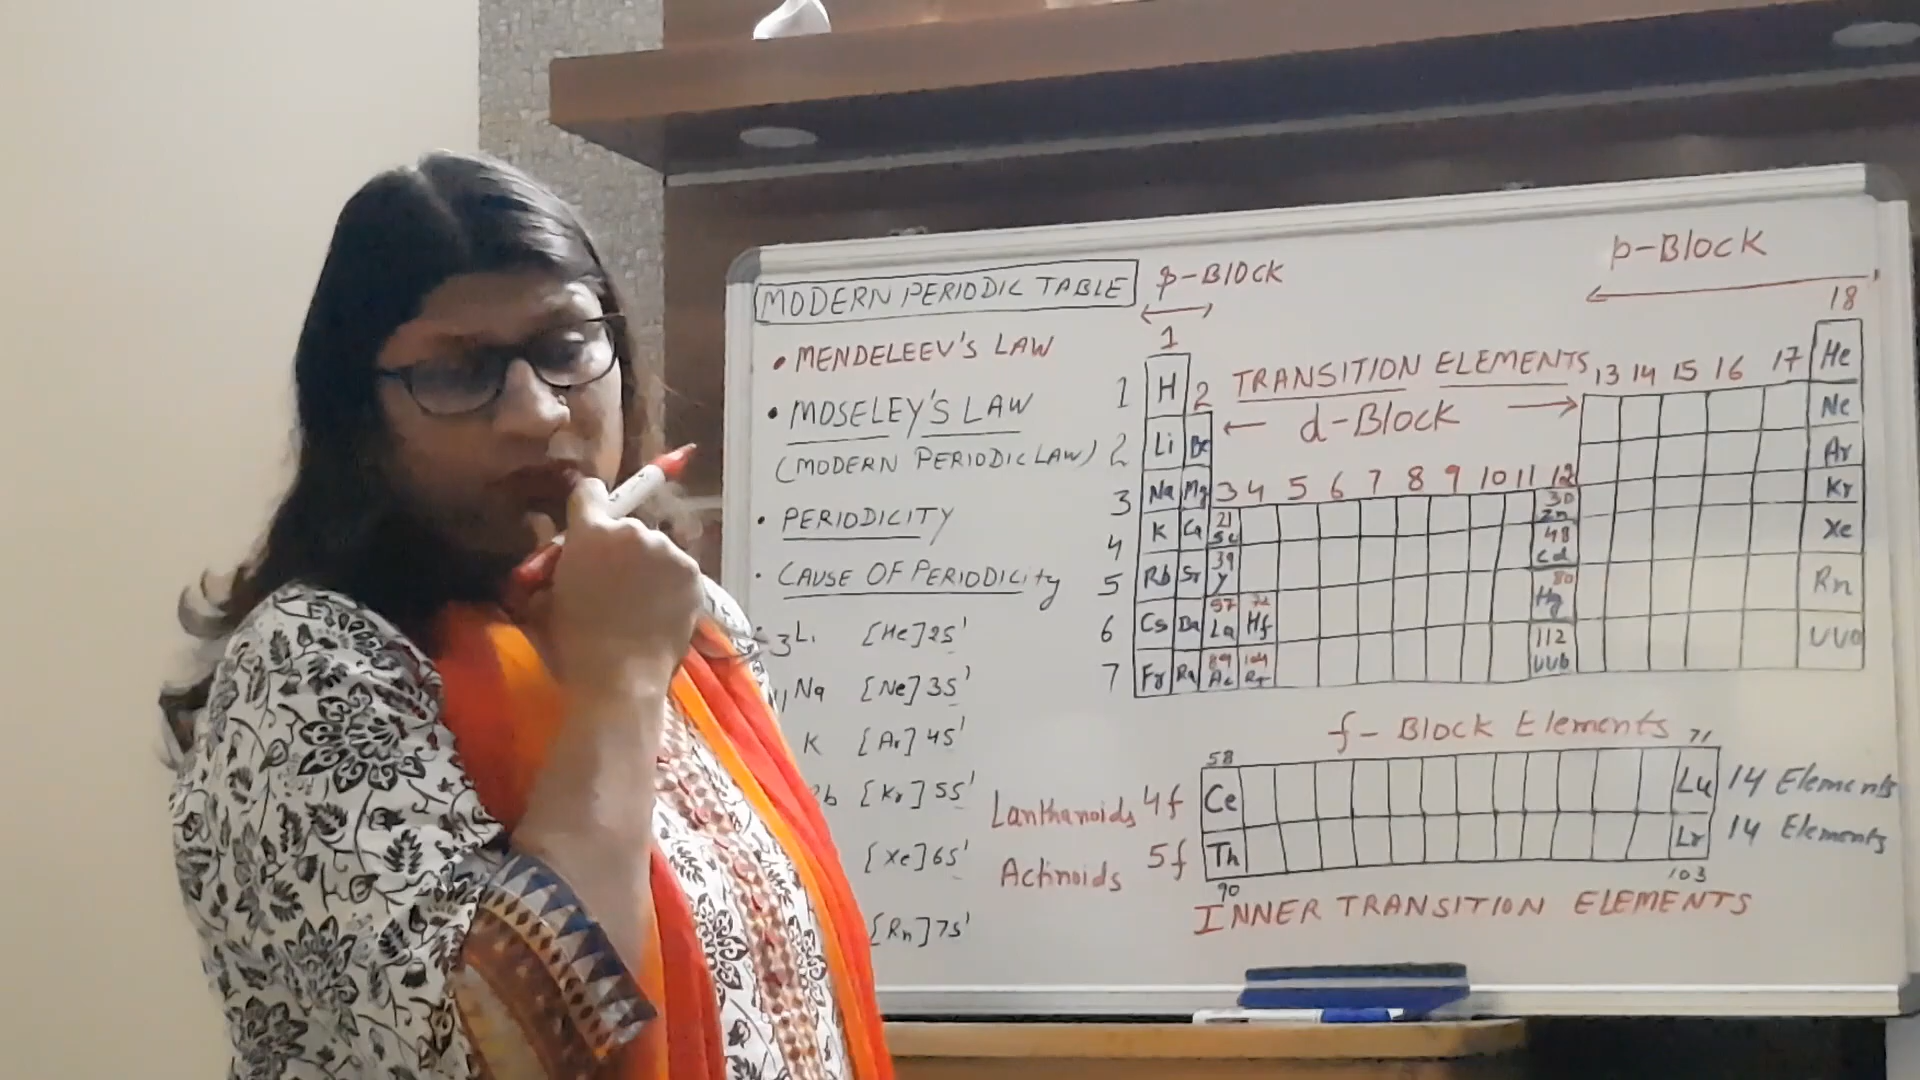 MODERN PERIODIC TABLE
• MENDELEEV'S LAW
• MOSELEY'S LAW
(MODERN PERIODIC LAW)
• PERIODICITY
• CAUSE OF PERIODICITY
3Li [He]2s¹
11Na [Ne]3s¹
K [Ar]4s¹
Rb [Kr]5s¹
[Xe]6s¹
[Rn]7s¹
-BLOCK
p-BLOCK
1 18
1 H 2 TRANSITION ELEMENTS 13 14 15 16 17 He
d-Block
2 Li Be Ne
3 Na Mg 3 4 5 6 7 8 9 10 11 12 Ar
4 K Ca 21 Sc 30 Zn Kr
5 Rb Sr 39 Y 48 Cd Xe
6 Cs Ba 57 La 72 Hf 80 Hg Rn
7 Fr Ra 89 Ac 104 Rf 112 UUb UUO
f-Block Elements
58 71
Lanthanoids 4f Ce Lu 14 Elements
Actinoids 5f Th Lr 14 Elements
90 103
INNER TRANSITION ELEMENTS